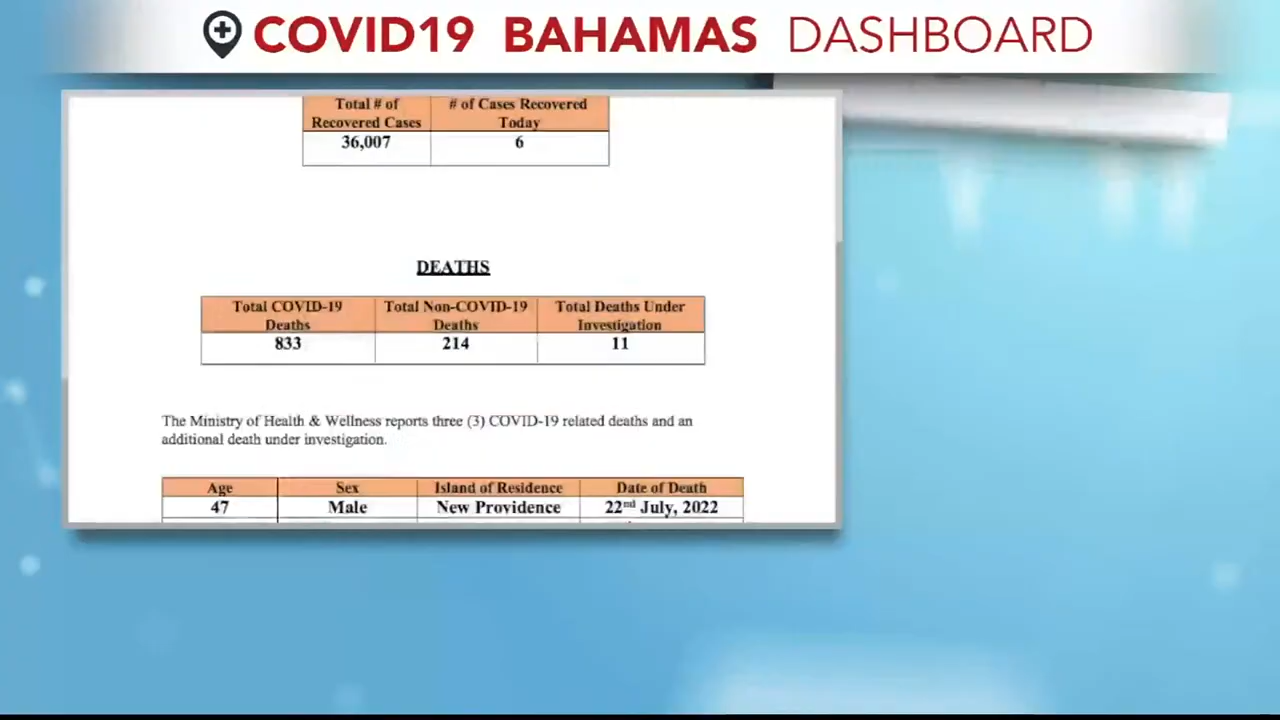 COVID19 BAHAMAS DASHBOARD
Total # of # of Cases Recovered
Recovered Cases Today
36,007 6
DEATHS
Total COVID-19 Total Non-COVID-19 Total Deaths Under
Deaths Deaths Investigation
833 214 11
The Ministry of Health & Wellness reports three (3) COVID-19 related deaths and an
additional death under investigation.
Age Sex Island of Residence Date of Death
47 Male New Providence 22nd July, 2022